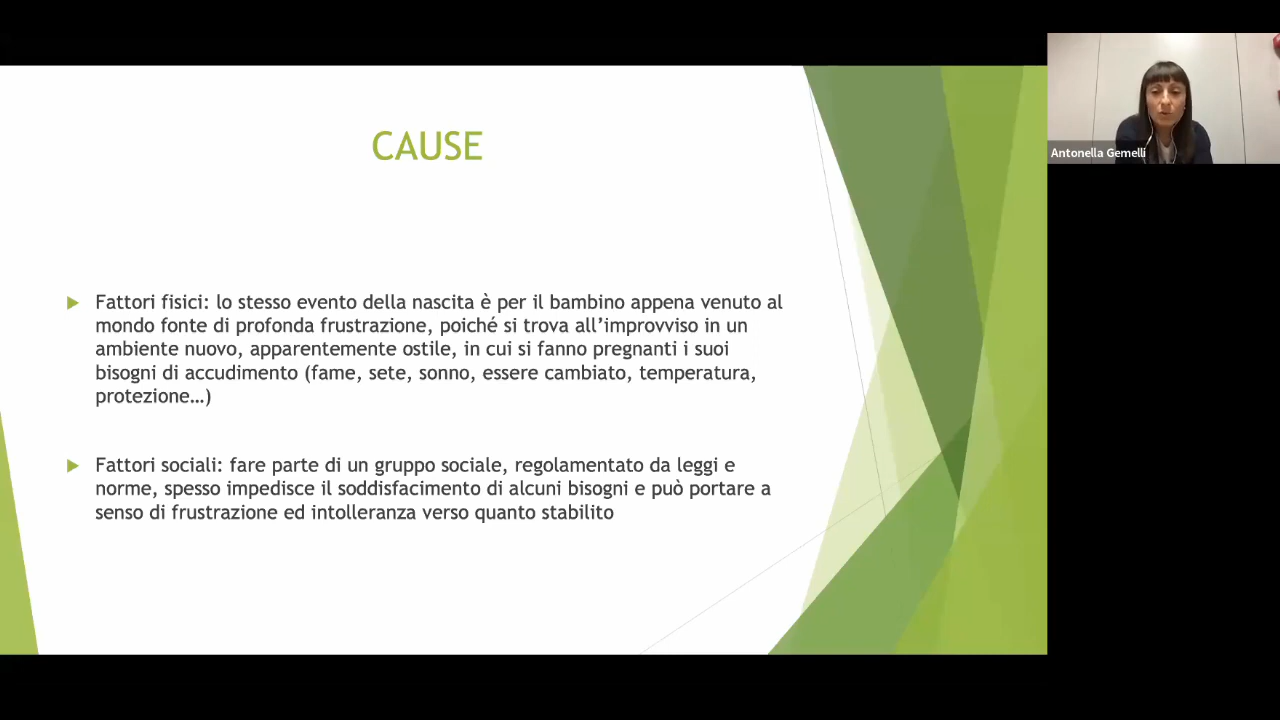 CAUSE
Fattori fisici: lo stesso evento della nascita è per il bambino appena venuto al
mondo fonte di profonda frustrazione, poiché si trova all’improvviso in un
ambiente nuovo, apparentemente ostile, in cui si fanno pregnanti i suoi
bisogni di accudimento (fame, sete, sonno, essere cambiato, temperatura,
protezione…)
Fattori sociali: fare parte di un gruppo sociale, regolamentato da leggi e
norme, spesso impedisce il soddisfacimento di alcuni bisogni e può portare a
senso di frustrazione ed intolleranza verso quanto stabilito
Antonella Gemelli